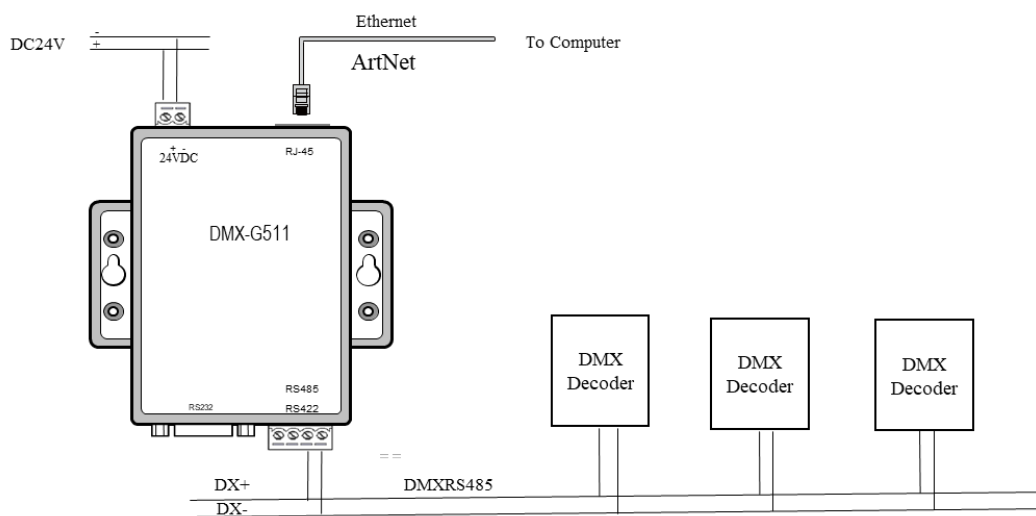 Ethernet
-
DC24V
+
To Computer
ArtNet
+ -
24VDC
RJ-45
DMX-G511
DMX
Decoder
DMX
Decoder
DMX
Decoder
RS485
RS232
RS422
= =
DX+
DMXRS485
DX-